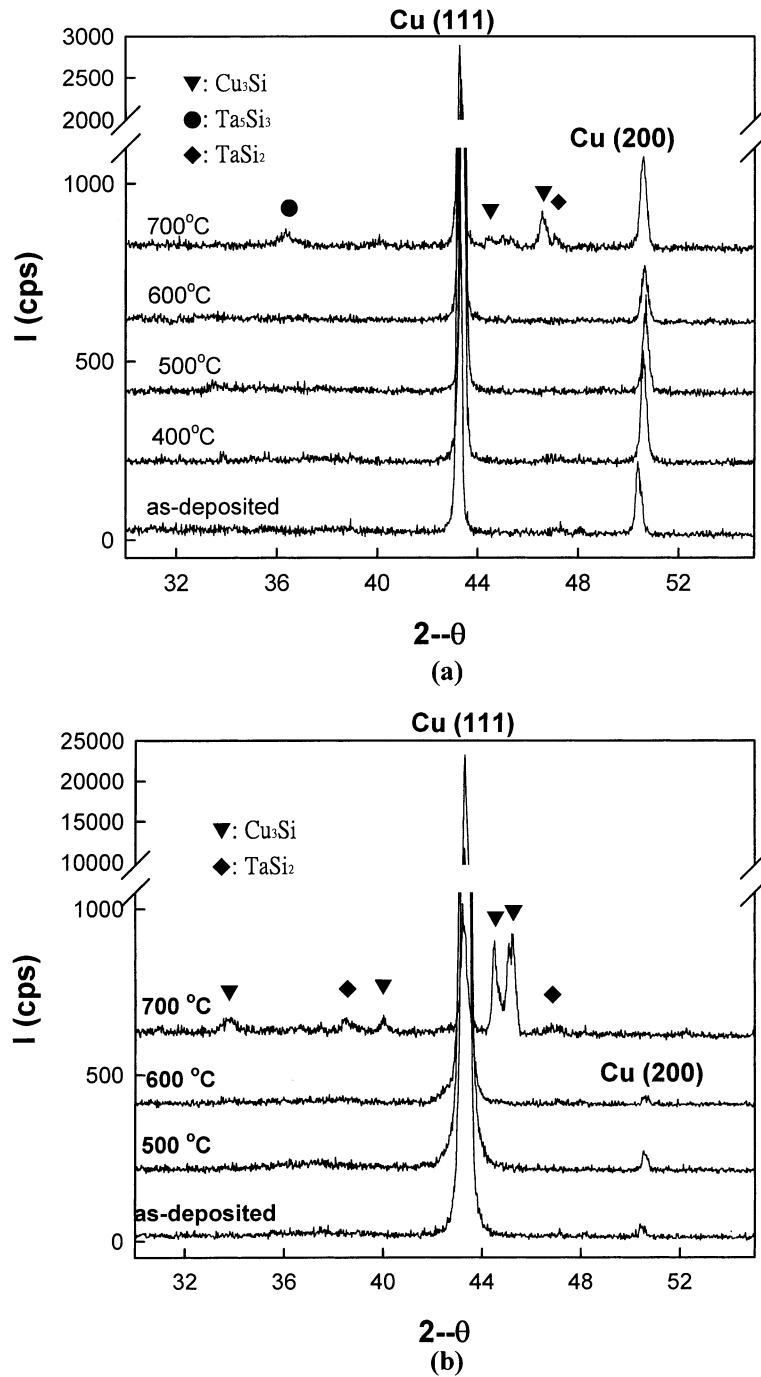 Cu (111)
3000
2500
2000
▼: Cu₃Si
●: Ta₅Si₃
◆: TaSi₂
Cu (200)
1000
700°C
600°C
500
500°C
400°C
as-deposited
0
I (cps)
32 36 40 44 48 52
2--θ
(a)
Cu (111)
25000
20000
15000
10000
▼: Cu₃Si
◆: TaSi₂
1000
700 °C
500
600 °C
Cu (200)
500 °C
as-deposited
0
I (cps)
32 36 40 44 48 52
2--θ
(b)